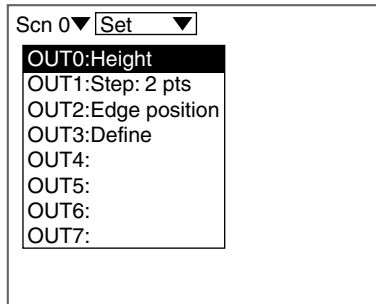 Scn 0▼ Set ▼
OUT0:Height
OUT1:Step: 2 pts
OUT2:Edge position
OUT3:Define
OUT4:
OUT5:
OUT6:
OUT7: